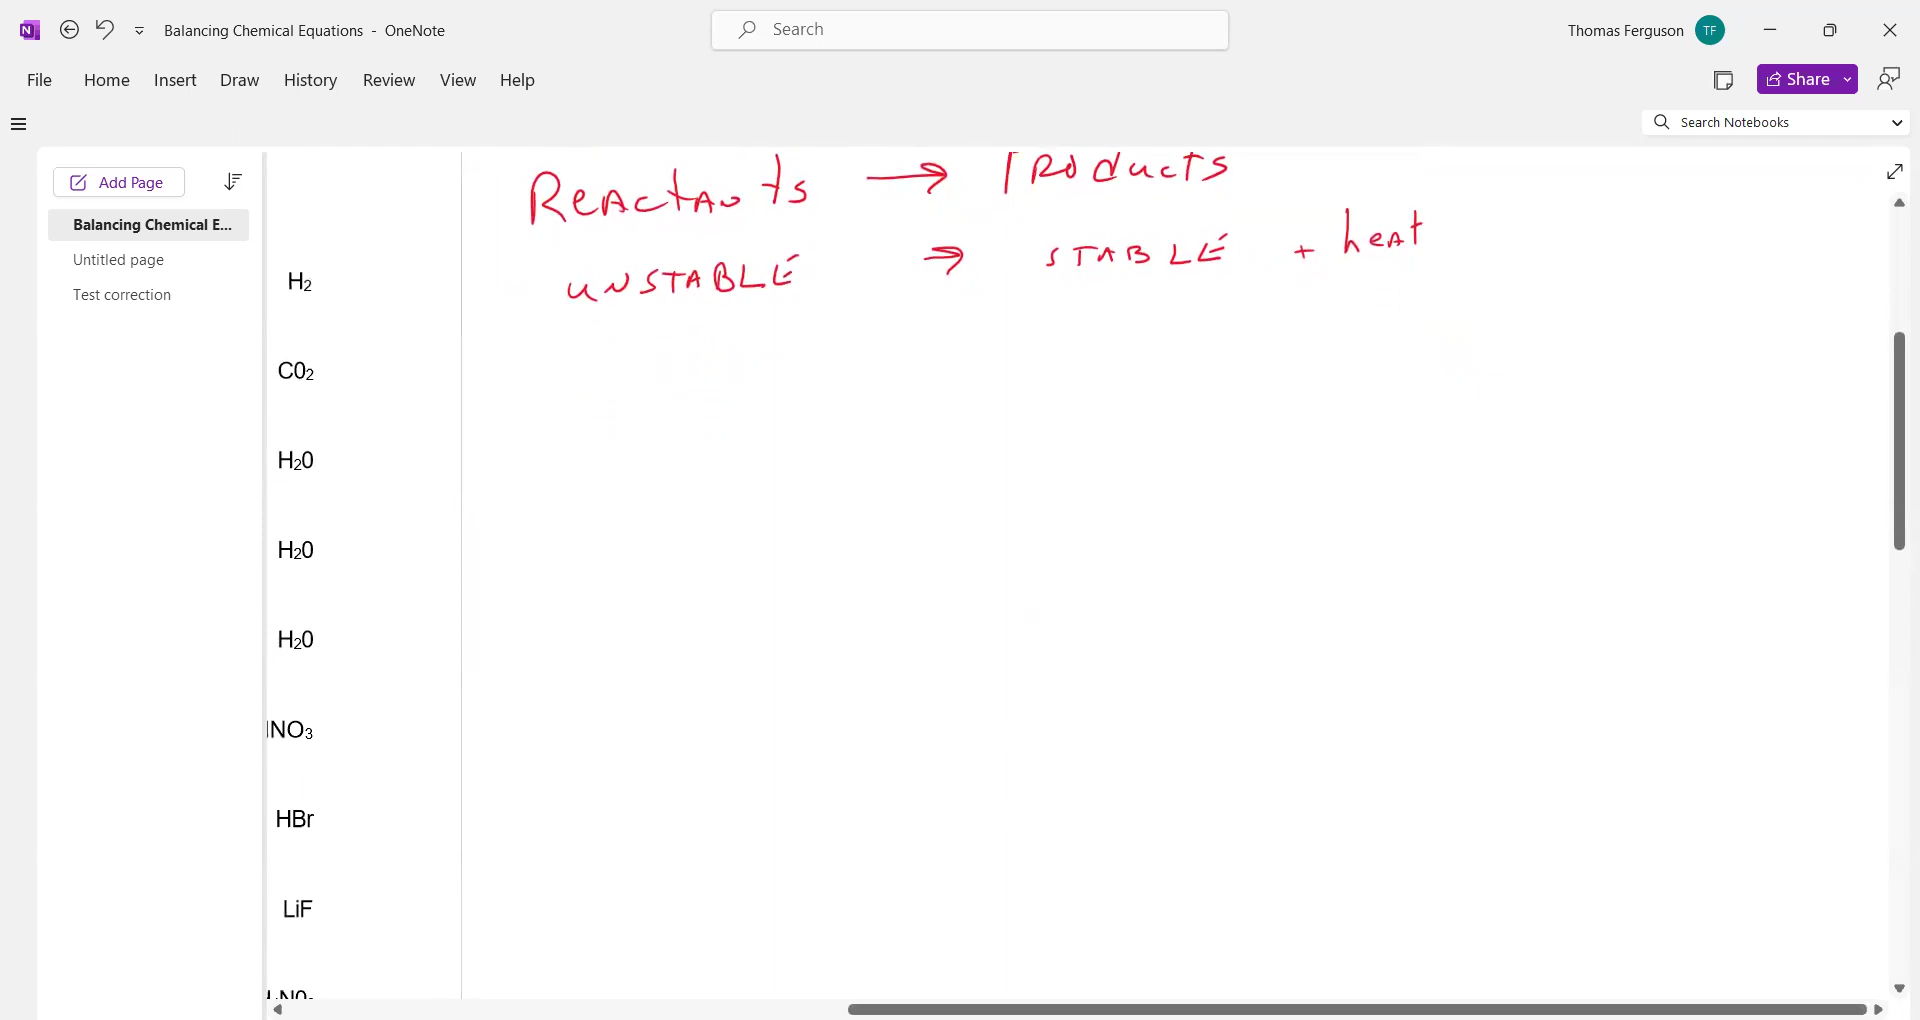 Balancing Chemical Equations - OneNote
Search
Thomas Ferguson TF
File Home Insert Draw History Review View Help
Share
Search Notebooks
Add Page
Balancing Chemical E...
Untitled page
Test correction
Reactants → Products
UNSTABLE → STABLE + heat
H₂
C0₂
H₂0
H₂0
H₂0
NO₃
HBr
LiF